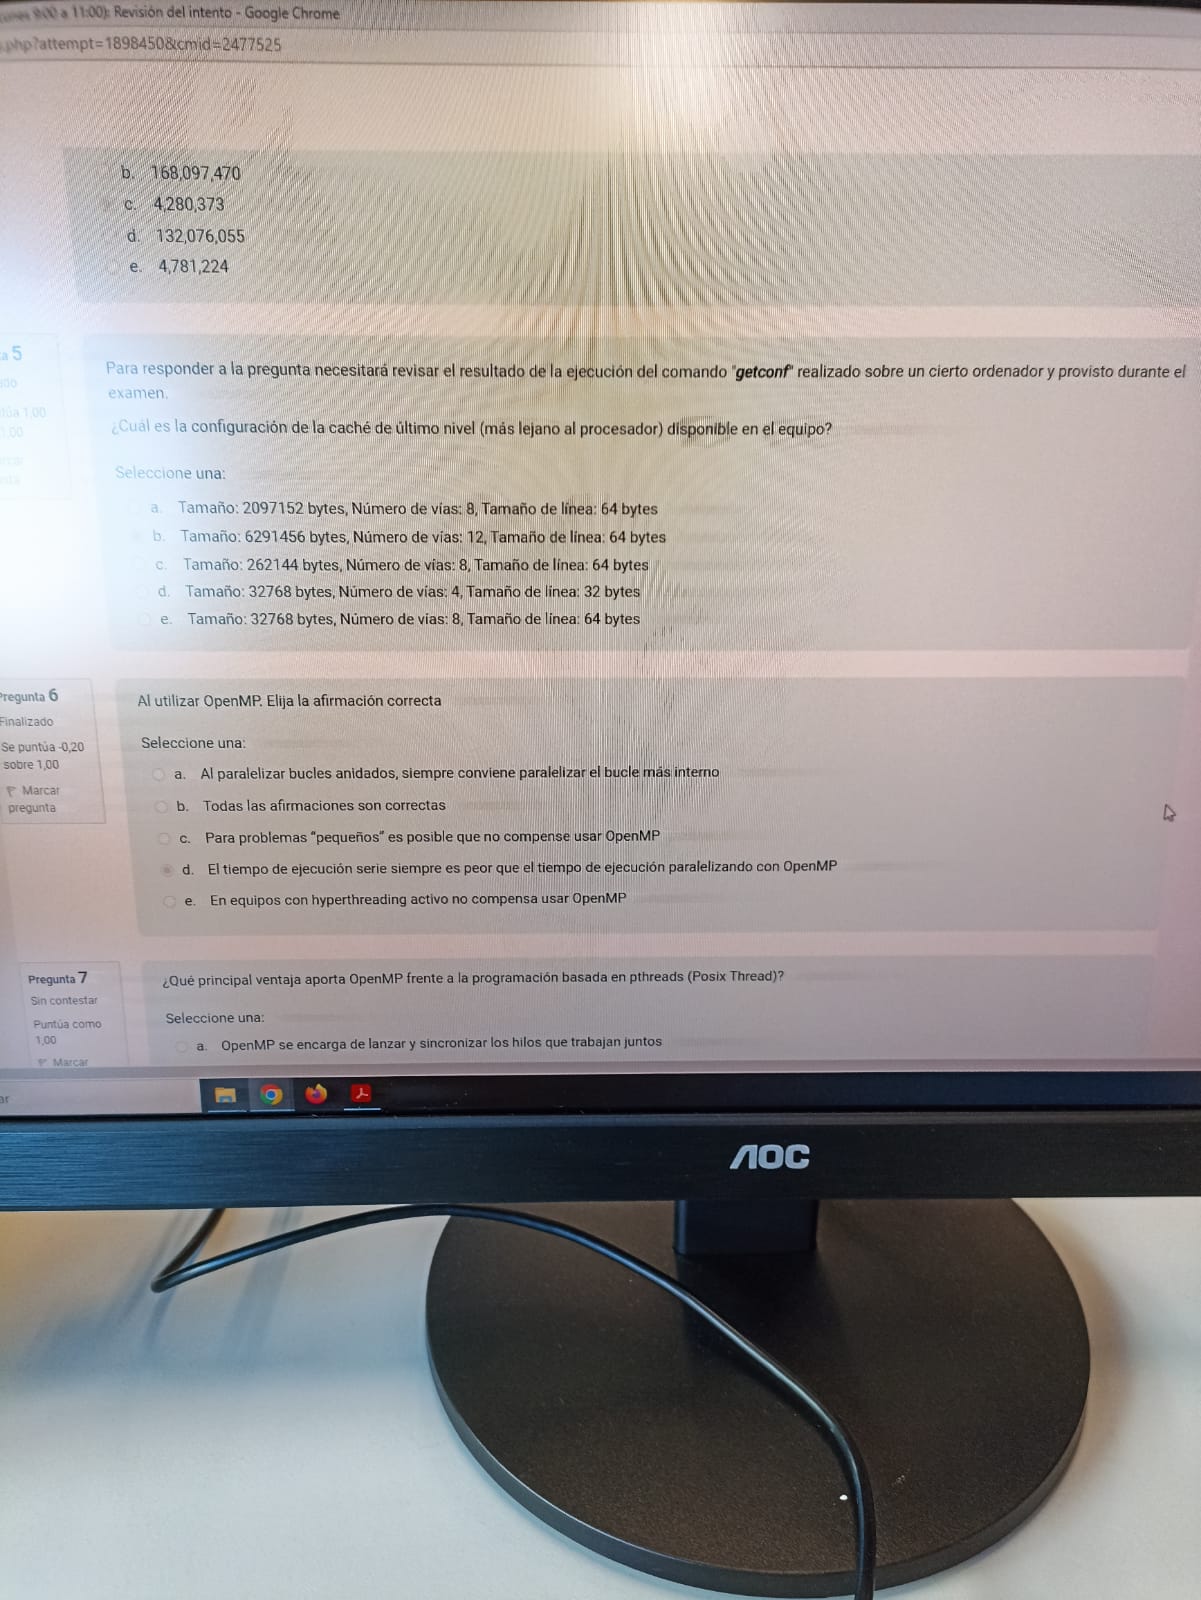 9:00 a 11:00): Revisión del intento - Google Chrome
.php?attempt=1898450&cmid=2477525
b. 168,097,470
c. 4,280,373
d. 132,076,055
e. 4,781,224
5
Para responder a la pregunta necesitará revisar el resultado de la ejecución del comando "getconf" realizado sobre un cierto ordenador y provisto durante el
examen.
1,00
1,00
¿Cuál es la configuración de la caché de último nivel (más lejano al procesador) disponible en el equipo?
Seleccione una:
a. Tamaño: 2097152 bytes, Número de vías: 8, Tamaño de línea: 64 bytes
b. Tamaño: 6291456 bytes, Número de vías: 12, Tamaño de línea: 64 bytes
c. Tamaño: 262144 bytes, Número de vías: 8, Tamaño de línea: 64 bytes
d. Tamaño: 32768 bytes, Número de vías: 4, Tamaño de línea: 32 bytes
e. Tamaño: 32768 bytes, Número de vías: 8, Tamaño de línea: 64 bytes
Pregunta 6
Finalizado
Se puntúa -0,20
sobre 1,00
Marcar
pregunta
Al utilizar OpenMP. Elija la afirmación correcta
Seleccione una:
a. Al paralelizar bucles anidados, siempre conviene paralelizar el bucle más interno
b. Todas las afirmaciones son correctas
c. Para problemas “pequeños” es posible que no compense usar OpenMP
d. El tiempo de ejecución serie siempre es peor que el tiempo de ejecución paralelizando con OpenMP
e. En equipos con hyperthreading activo no compensa usar OpenMP
Pregunta 7
Sin contestar
Puntúa como
1,00
Marcar
¿Qué principal ventaja aporta OpenMP frente a la programación basada en pthreads (Posix Thread)?
Seleccione una:
a. OpenMP se encarga de lanzar y sincronizar los hilos que trabajan juntos
ar
AOC